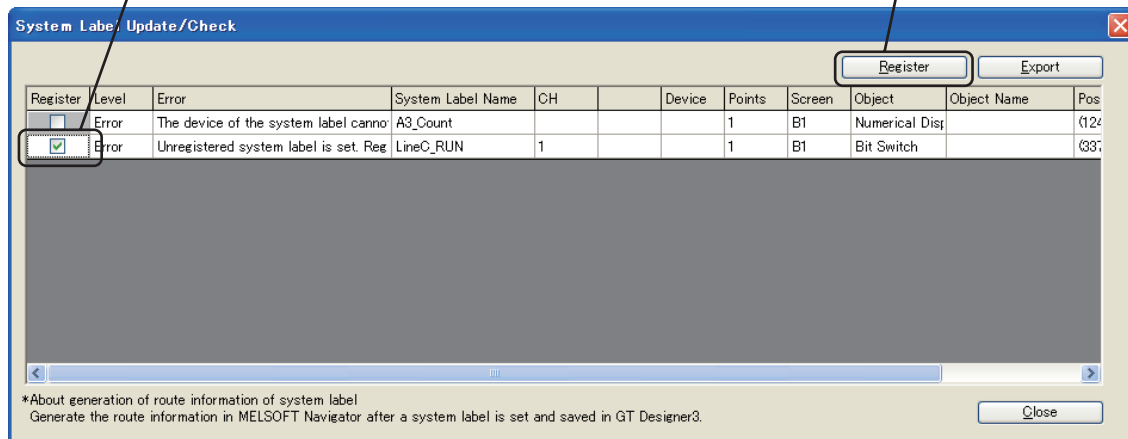 System Label Update/Check
Register Export
Register Level Error System Label Name CH Device Points Screen Object Object Name Pos
Error The device of the system label canno A3_Count 1 B1 Numerical Disp (124
Error Unregistered system label is set. Reg LineC_RUN 1 1 B1 Bit Switch (337
*About generation of route information of system label
Generate the route information in MELSOFT Navigator after a system label is set and saved in GT Designer3.
Close